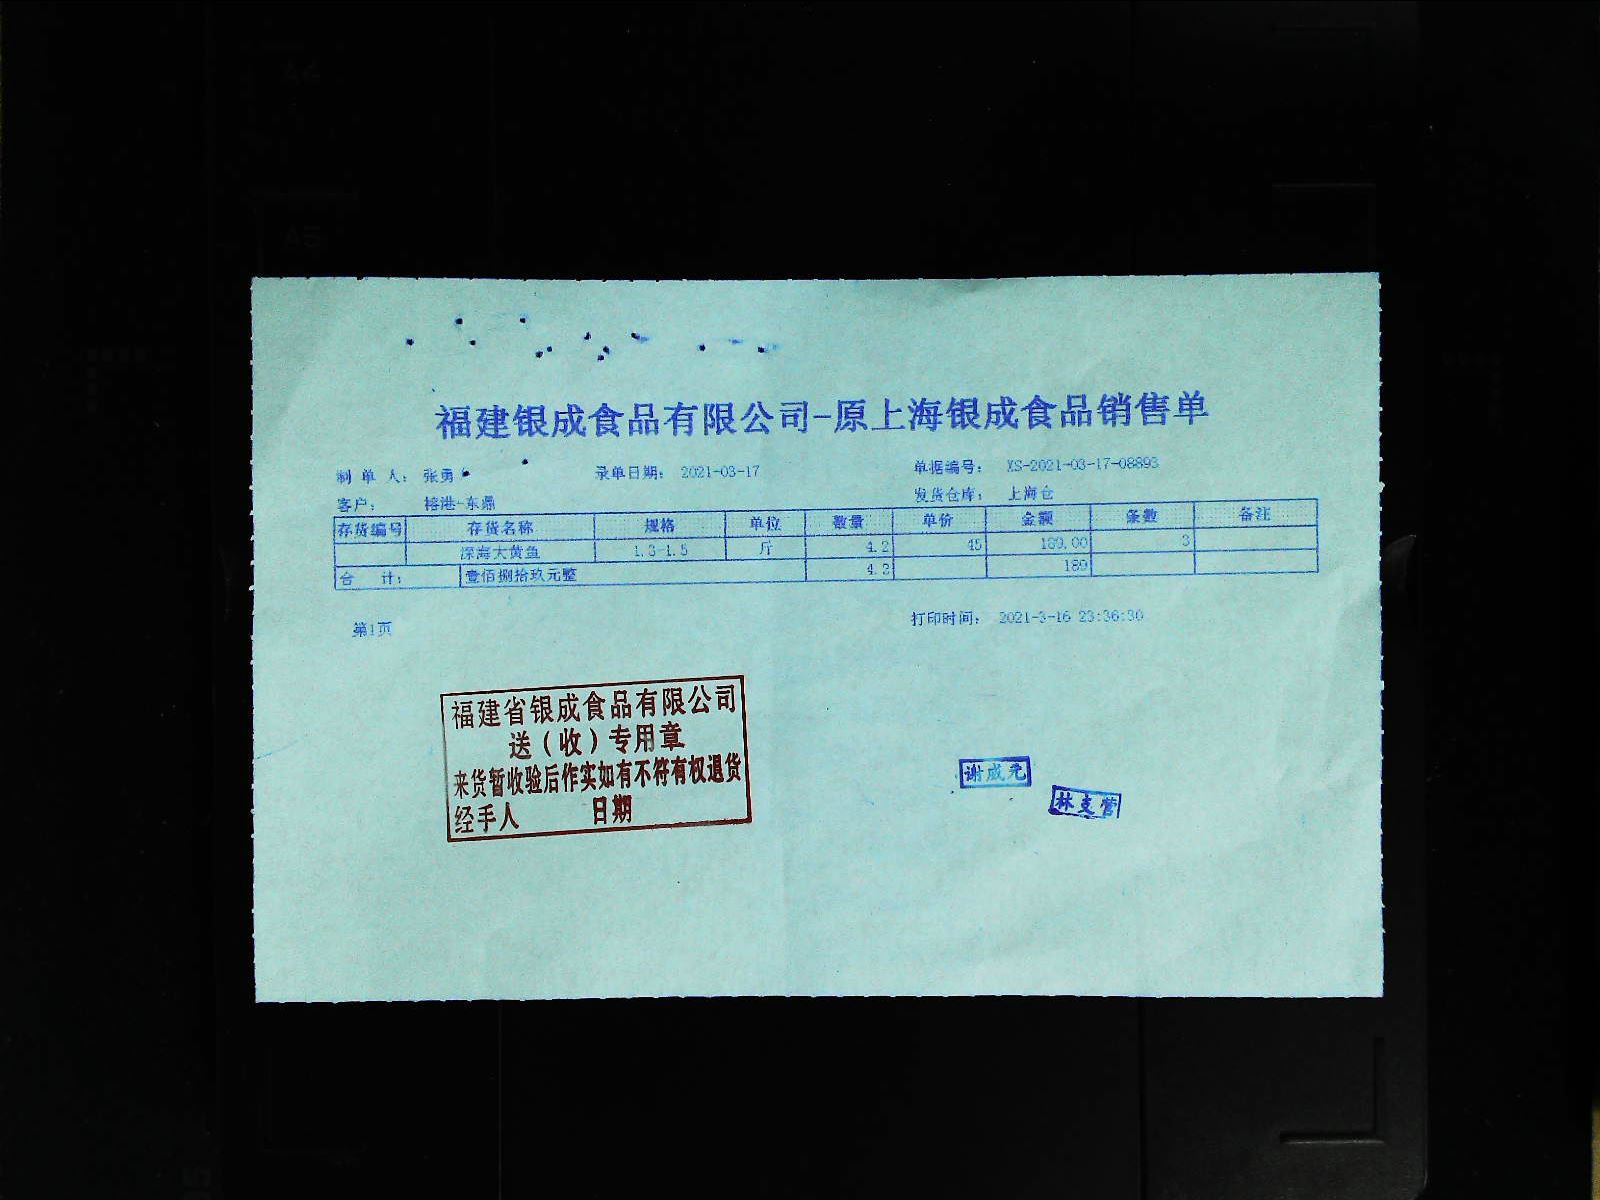 福建银成食品有限公司-原上海银成食品销售单
制 单 人： 张勇 录单日期： 2021-03-17 单据编号： XS-2021-03-17-08893
客户： 榕港-东鼎 发货仓库： 上海仓
存货编号 存货名称 规格 单位 数量 单价 金额 条数 备注
深海大黄鱼 1.3-1.5 斤 4.2 45 189.00 3
合 计： 壹佰捌拾玖元整 4.2 189
第1页 打印时间： 2021-3-16 23:36:30
福建省银成食品有限公司
送（收）专用章
来货暂收验后作实如有不符有权退货
经手人 日期
林支营